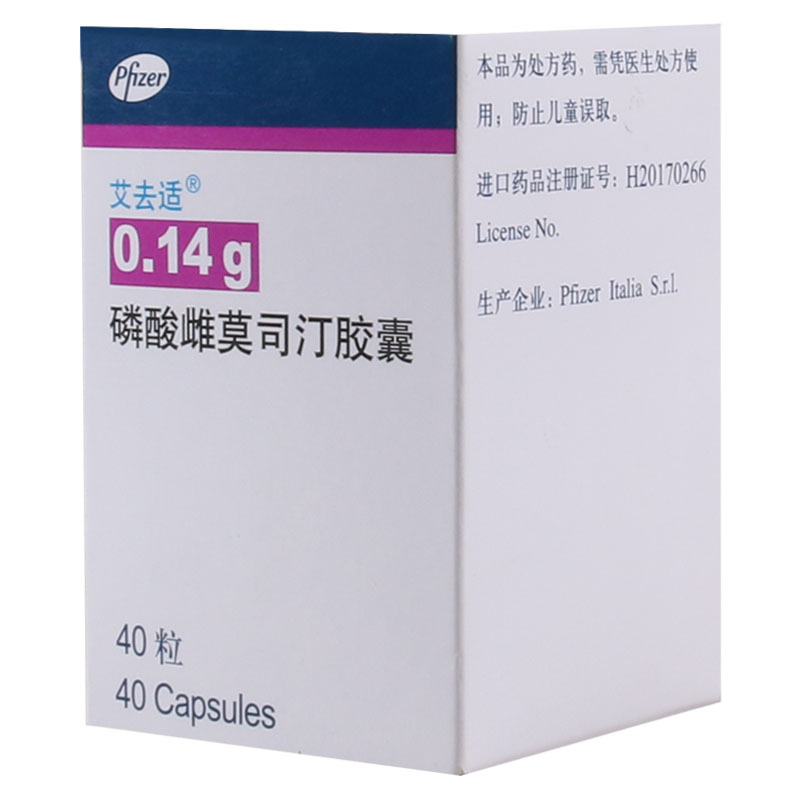 Pfizer
艾去适®
0.14 g
磷酸雌莫司汀胶囊
40 粒
40 Capsules
本品为处方药，需凭医生处方使
用；防止儿童误取。
进口药品注册证号：H20170266
License No.
生产企业：Pfizer Italia S.r.l.